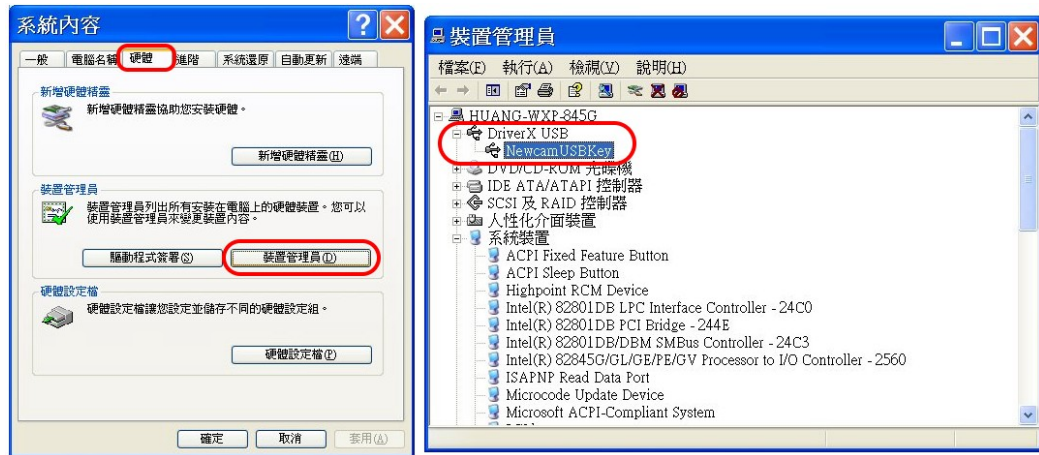 系統內容
一般 電腦名稱 硬體 進階 系統還原 自動更新 遠端
新增硬體精靈
新增硬體精靈協助您安裝硬體。
新增硬體精靈(H)
裝置管理員
裝置管理員列出所有安裝在電腦上的硬體裝置。您可以
使用裝置管理員來變更裝置內容。
驅動程式簽署(S) 裝置管理員(D)
硬體設定檔
硬體設定檔讓您設定並儲存不同的硬體設定組。
硬體設定檔(P)
確定 取消 套用(A)
裝置管理員
檔案(F) 執行(A) 檢視(V) 說明(H)
HUANG-WXP-845G
DriverX USB
NewcamUSBKey
DVD/CD-ROM 光碟機
IDE ATA/ATAPI 控制器
SCSI 及 RAID 控制器
人性化介面裝置
系統裝置
ACPI Fixed Feature Button
ACPI Sleep Button
Highpoint RCM Device
Intel(R) 82801DB LPC Interface Controller - 24C0
Intel(R) 82801DB PCI Bridge - 244E
Intel(R) 82801DB/DBM SMBus Controller - 24C3
Intel(R) 82845G/GL/GE/PE/GV Processor to I/O Controller - 2560
ISAPNP Read Data Port
Microcode Update Device
Microsoft ACPI-Compliant System